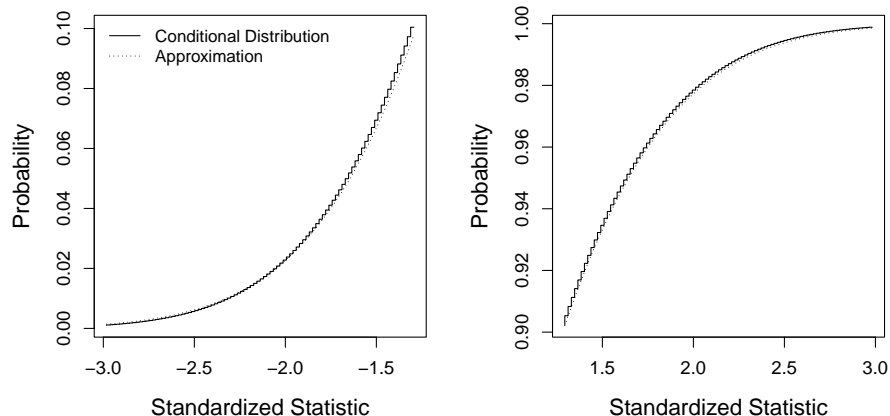 Conditional Distribution
Approximation
Probability
0.10
0.08
0.06
0.04
0.02
0.00
−3.0 −2.5 −2.0 −1.5
Standardized Statistic
Probability
1.00
0.98
0.96
0.94
0.92
0.90
1.5 2.0 2.5 3.0
Standardized Statistic